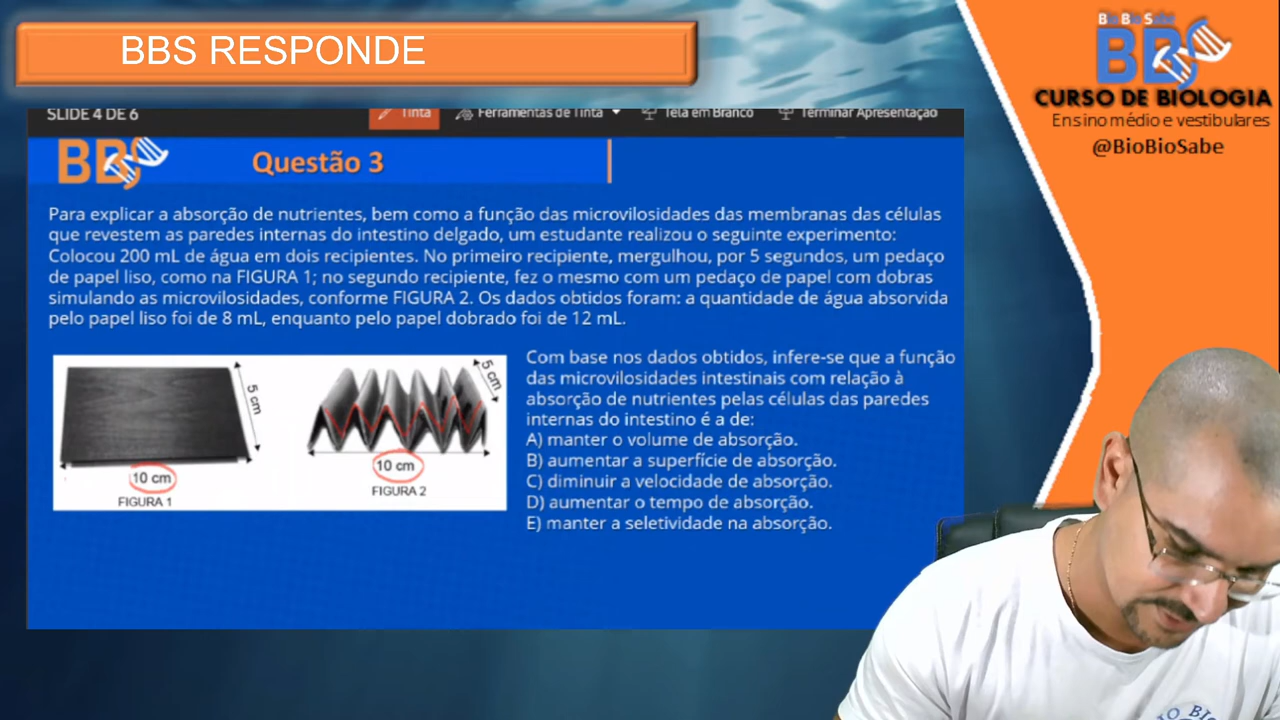 BBS RESPONDE
Bio Bio Sabe
BBS
CURSO DE BIOLOGIA
Ensino médio e vestibulares
@BioBioSabe
SLIDE 4 DE 6
Tinta
Ferramentas de Tinta
Tela em Branco
Terminar Apresentação
BBS
Questão 3
Para explicar a absorção de nutrientes, bem como a função das microvilosidades das membranas das células
que revestem as paredes internas do intestino delgado, um estudante realizou o seguinte experimento:
Colocou 200 mL de água em dois recipientes. No primeiro recipiente, mergulhou, por 5 segundos, um pedaço
de papel liso, como na FIGURA 1; no segundo recipiente, fez o mesmo com um pedaço de papel com dobras
simulando as microvilosidades, conforme FIGURA 2. Os dados obtidos foram: a quantidade de água absorvida
pelo papel liso foi de 8 mL, enquanto pelo papel dobrado foi de 12 mL.
5 cm
10 cm
FIGURA 1
5 cm
10 cm
FIGURA 2
Com base nos dados obtidos, infere-se que a função
das microvilosidades intestinais com relação à
absorção de nutrientes pelas células das paredes
internas do intestino é a de:
A) manter o volume de absorção.
B) aumentar a superfície de absorção.
C) diminuir a velocidade de absorção.
D) aumentar o tempo de absorção.
E) manter a seletividade na absorção.